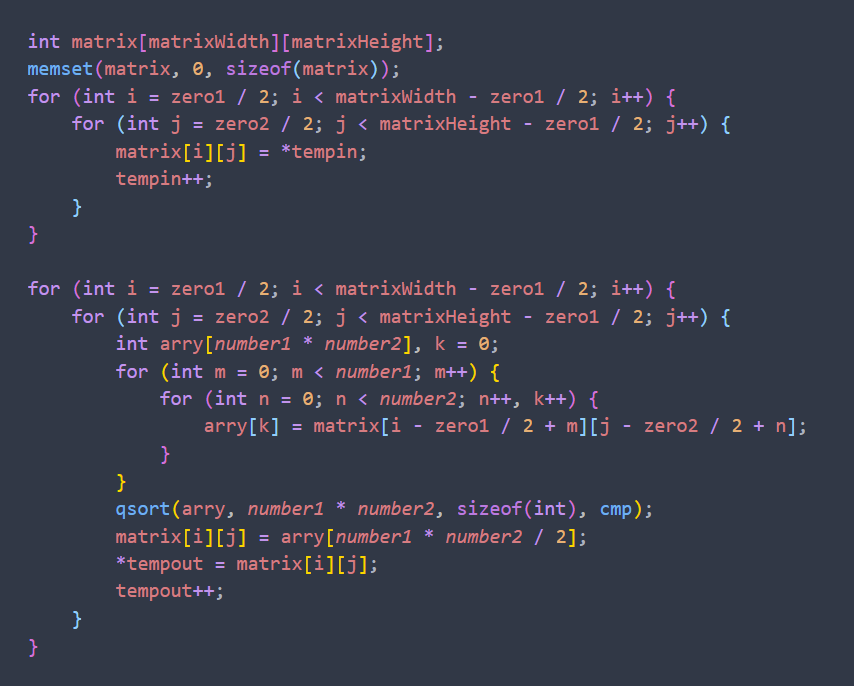 int matrix[matrixWidth][matrixHeight];
memset(matrix, 0, sizeof(matrix));
for (int i = zero1 / 2; i < matrixWidth - zero1 / 2; i++) {
    for (int j = zero2 / 2; j < matrixHeight - zero1 / 2; j++) {
        matrix[i][j] = *tempin;
        tempin++;
    }
}

for (int i = zero1 / 2; i < matrixWidth - zero1 / 2; i++) {
    for (int j = zero2 / 2; j < matrixHeight - zero1 / 2; j++) {
        int arry[number1 * number2], k = 0;
        for (int m = 0; m < number1; m++) {
            for (int n = 0; n < number2; n++, k++) {
                arry[k] = matrix[i - zero1 / 2 + m][j - zero2 / 2 + n];
            }
        }
        qsort(arry, number1 * number2, sizeof(int), cmp);
        matrix[i][j] = arry[number1 * number2 / 2];
        *tempout = matrix[i][j];
        tempout++;
    }
}